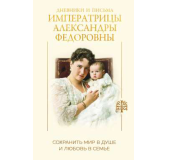 ДНЕВНИКИ И ПИСЬМА
ИМПЕРАТРИЦЫ
АЛЕКСАНДРЫ
ФЕДОРОВНЫ
СОХРАНИТЬ МИР В ДУШЕ
И ЛЮБОВЬ В СЕМЬЕ